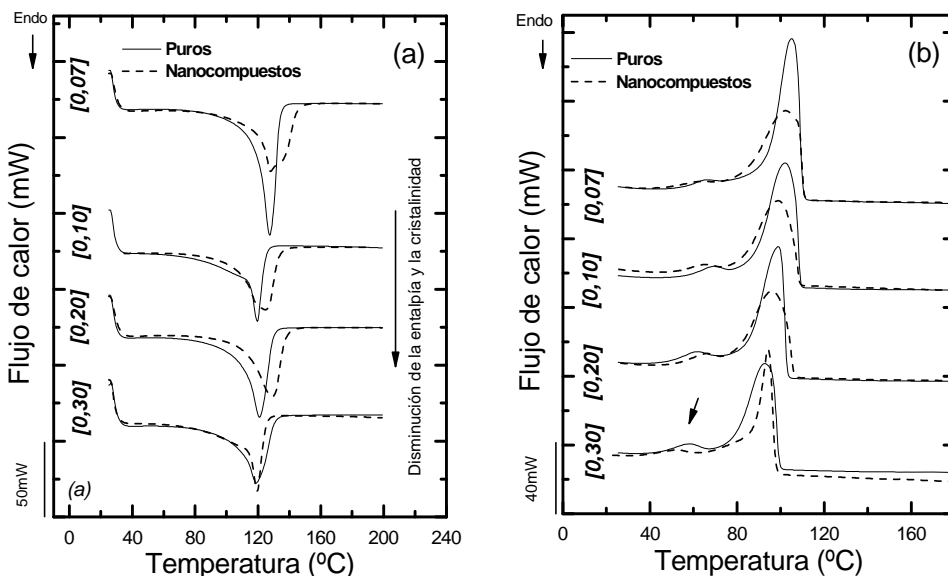 Endo
(a)
Puros
Nanocompuestos
[0,07]
[0,10]
[0,20]
[0,30]
Flujo de calor (mW)
Disminución de la entalpía y la cristalinidad
50mW
(a)
0 40 80 120 160 200 240
Temperatura (ºC)
Endo
(b)
Puros
Nanocompuestos
[0,07]
[0,10]
[0,20]
[0,30]
Flujo de calor (mW)
40mW
0 40 80 120 160
Temperatura (ºC)